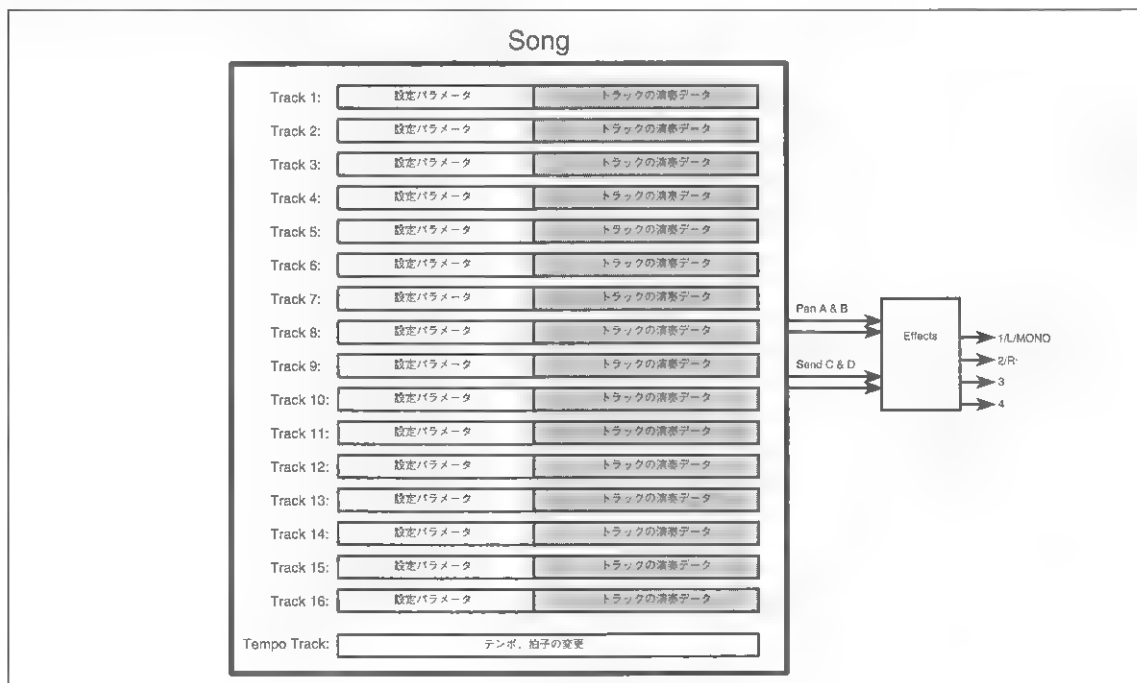 Song
Track 1: 設定パラメータ トラックの演奏データ
Track 2: 設定パラメータ トラックの演奏データ
Track 3: 設定パラメータ トラックの演奏データ
Track 4: 設定パラメータ トラックの演奏データ
Track 5: 設定パラメータ トラックの演奏データ
Track 6: 設定パラメータ トラックの演奏データ
Track 7: 設定パラメータ トラックの演奏データ
Track 8: 設定パラメータ トラックの演奏データ
Track 9: 設定パラメータ トラックの演奏データ
Track 10: 設定パラメータ トラックの演奏データ
Track 11: 設定パラメータ トラックの演奏データ
Track 12: 設定パラメータ トラックの演奏データ
Track 13: 設定パラメータ トラックの演奏データ
Track 14: 設定パラメータ トラックの演奏データ
Track 15: 設定パラメータ トラックの演奏データ
Track 16: 設定パラメータ トラックの演奏データ
Tempo Track: テンポ、拍子の変更
Pan A & B
Send C & D
Effects
1/L/MONO
2/R
3
4